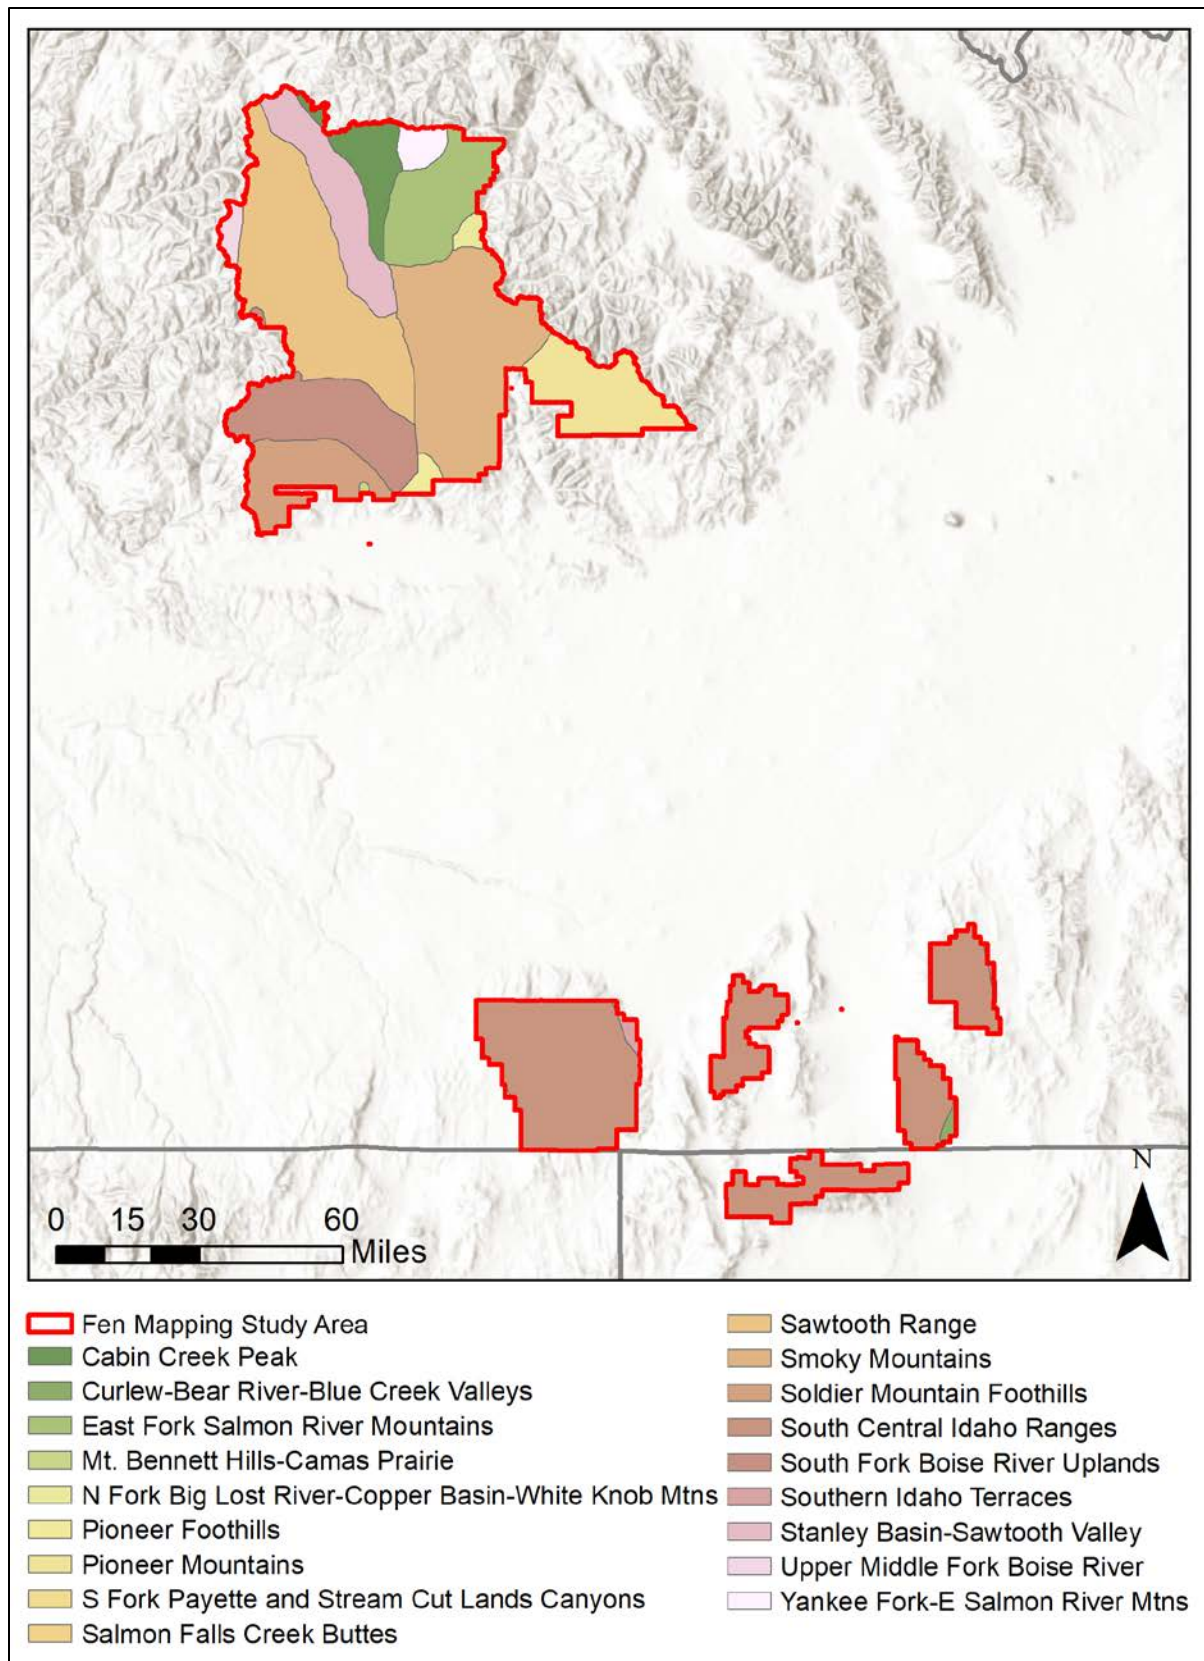 N
0 15 30 60
Miles
Fen Mapping Study Area
Cabin Creek Peak
Curlew-Bear River-Blue Creek Valleys
East Fork Salmon River Mountains
Mt. Bennett Hills-Camas Prairie
N Fork Big Lost River-Copper Basin-White Knob Mtns
Pioneer Foothills
Pioneer Mountains
S Fork Payette and Stream Cut Lands Canyons
Salmon Falls Creek Buttes
Sawtooth Range
Smoky Mountains
Soldier Mountain Foothills
South Central Idaho Ranges
South Fork Boise River Uplands
Southern Idaho Terraces
Stanley Basin-Sawtooth Valley
Upper Middle Fork Boise River
Yankee Fork-E Salmon River Mtns